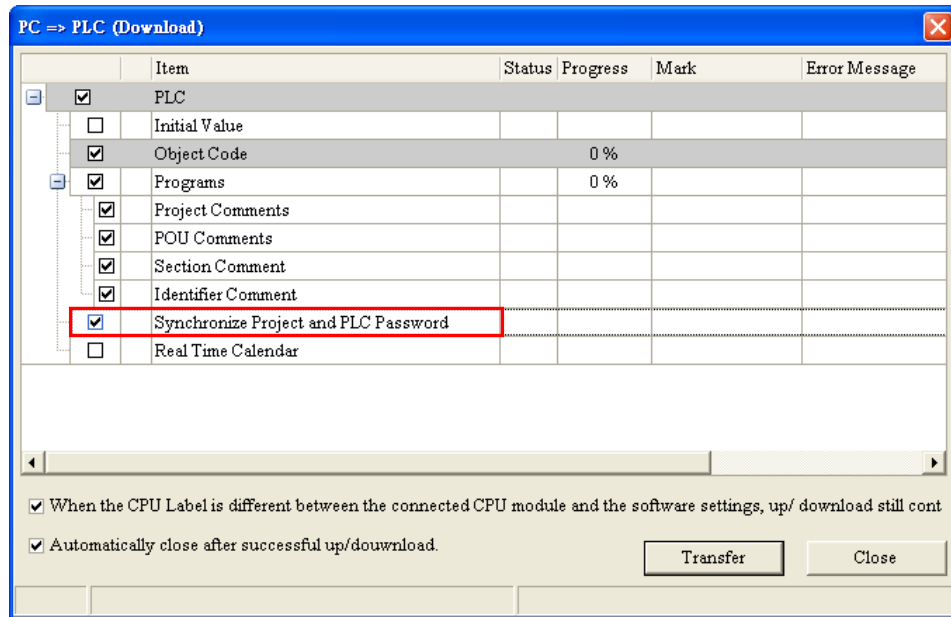 PC => PLC (Download)
Item Status Progress Mark Error Message
PLC
Initial Value
Object Code 0 %
Programs 0 %
Project Comments
POU Comments
Section Comment
Identifier Comment
Synchronize Project and PLC Password
Real Time Calendar
When the CPU Label is different between the connected CPU module and the software settings, up/ download still cont
Automatically close after successful up/douwnload.
Transfer Close